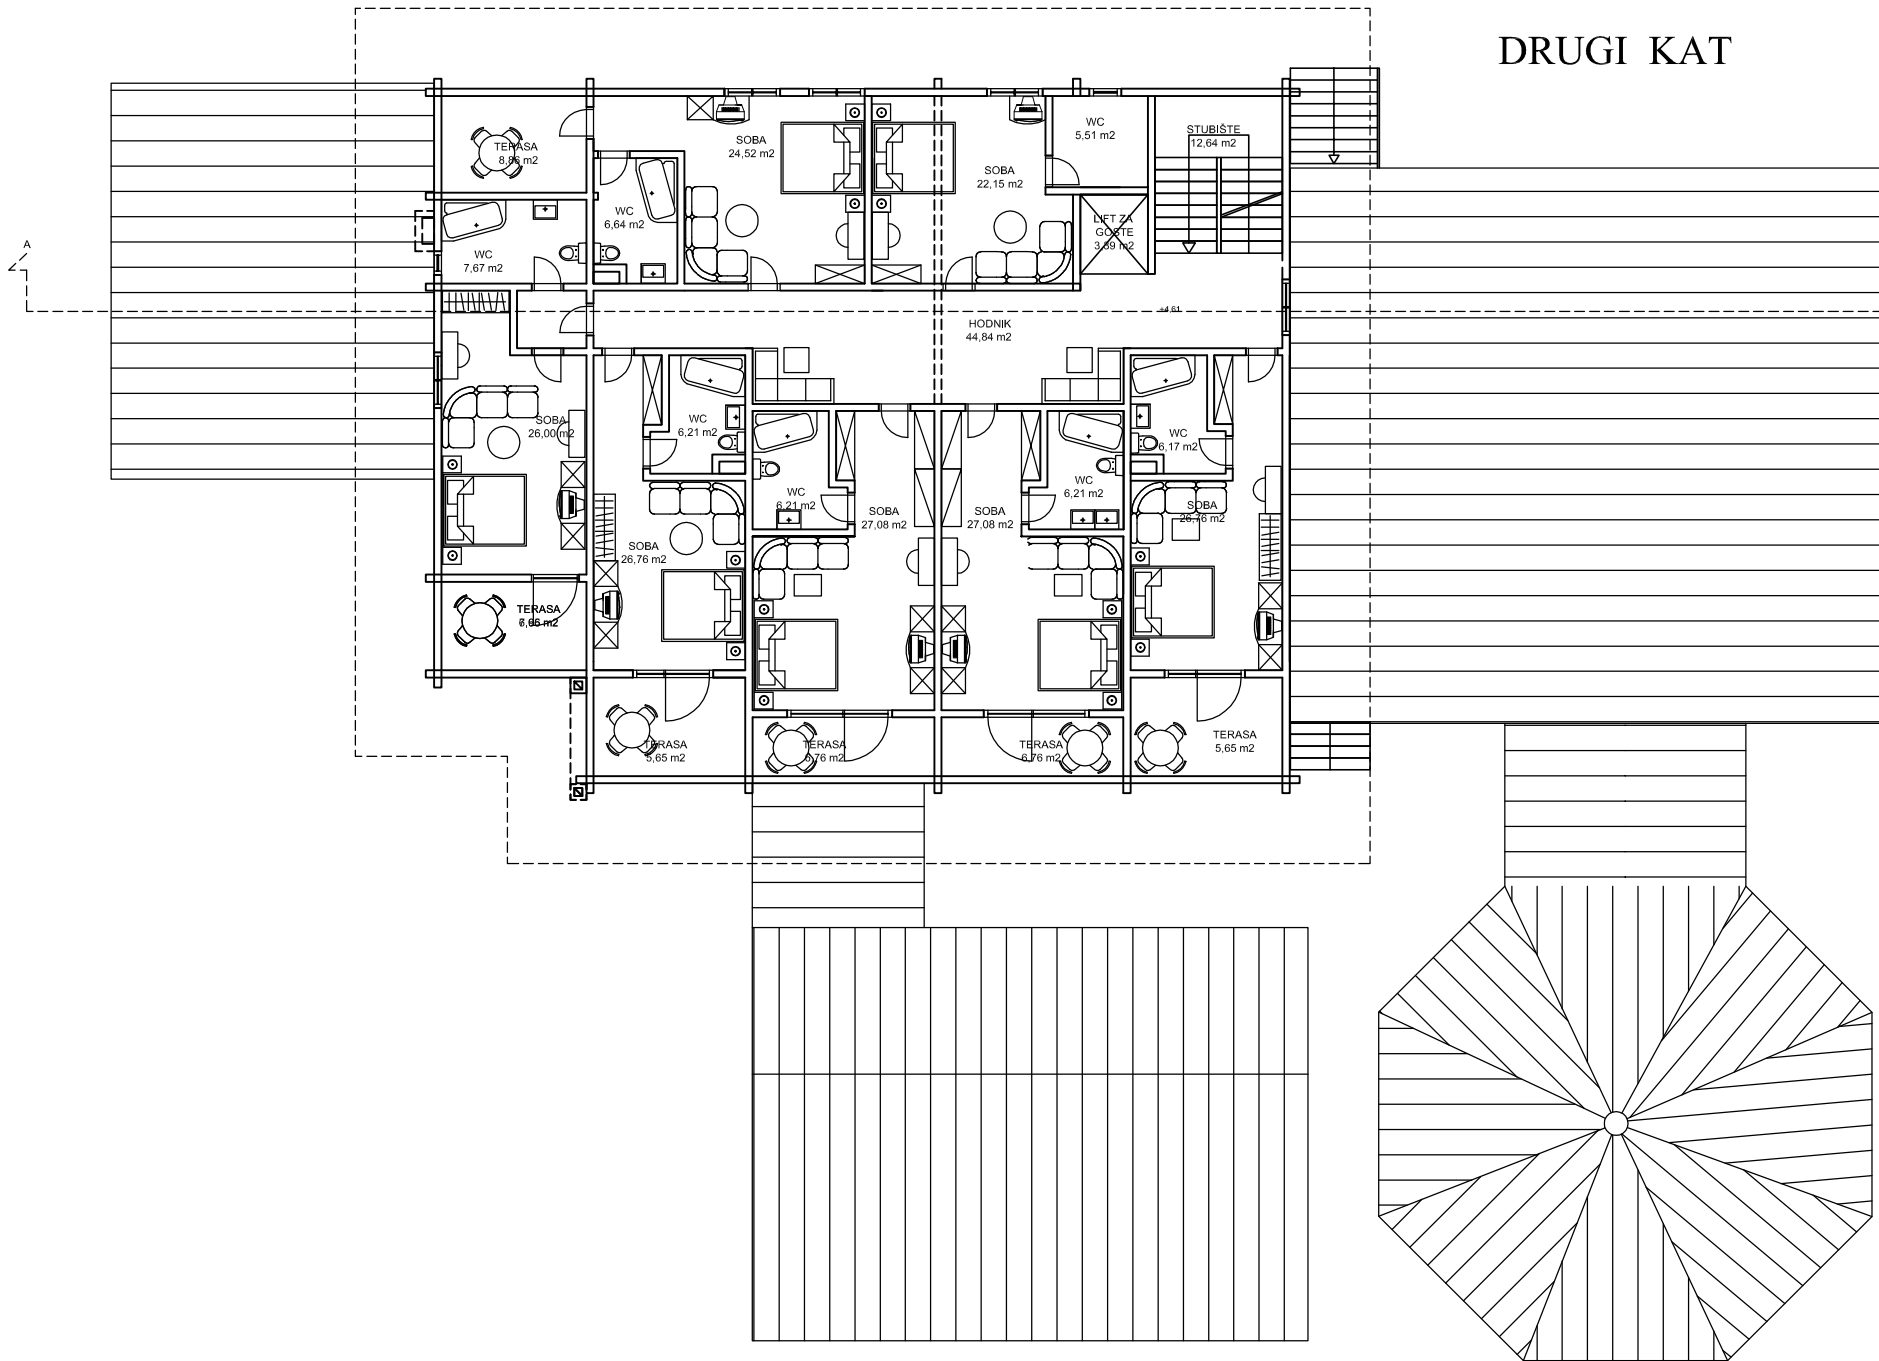 DRUGI KAT
TERASA
8,86 m2
SOBA
24,52 m2
SOBA
22,15 m2
WC
5,51 m2
STUBIŠTE
12,64 m2
WC
6,64 m2
LIFT ZA
GOSTE
3,39 m2
A
WC
7,67 m2
+4,61
HODNIK
44,84 m2
SOBA
26,00 m2
WC
6,21 m2
WC
6,17 m2
WC
6,21 m2
WC
6,21 m2
SOBA
27,08 m2
SOBA
27,08 m2
SOBA
26,76 m2
SOBA
26,76 m2
TERASA
m2
TERASA
5,65 m2
TERASA
6,76 m2
TERASA
6,76 m2
TERASA
5,65 m2